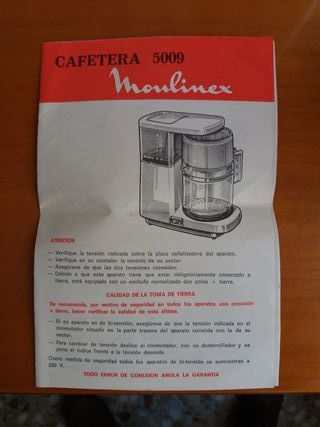 CAFETERA 5009
Moulinex
ATENCIÓN
— Verifique la tensión indicada sobre la placa señalizadora del aparato.
— Verifique en su contador la tensión de su sector.
— Asegúrese de que las dos tensiones coinciden.
— Debido a que este aparato tiene que estar obligatoriamente conectado a
tierra, está equipado con un enchufe normalizado dos polos + tierra.
CALIDAD DE LA TOMA DE TIERRA
Se recomienda, por motivo de seguridad en todos los aparatos con conexión
a tierra, hacer verificar la calidad de esta última.
— Si su aparato es de bi-tensión, asegúrese de que la tensión indicada en el
conmutador situado en la parte trasera del aparato coincida con la de su
sector.
— Para cambiar de tensión deslice el conmutador, con un destornillador y se
pone el índice frente a la tensión deseada.
Como medida de seguridad todos los aparatos de bi-tensión se suministran a
220 V.
TODO ERROR DE CONEXION ANULA LA GARANTIA